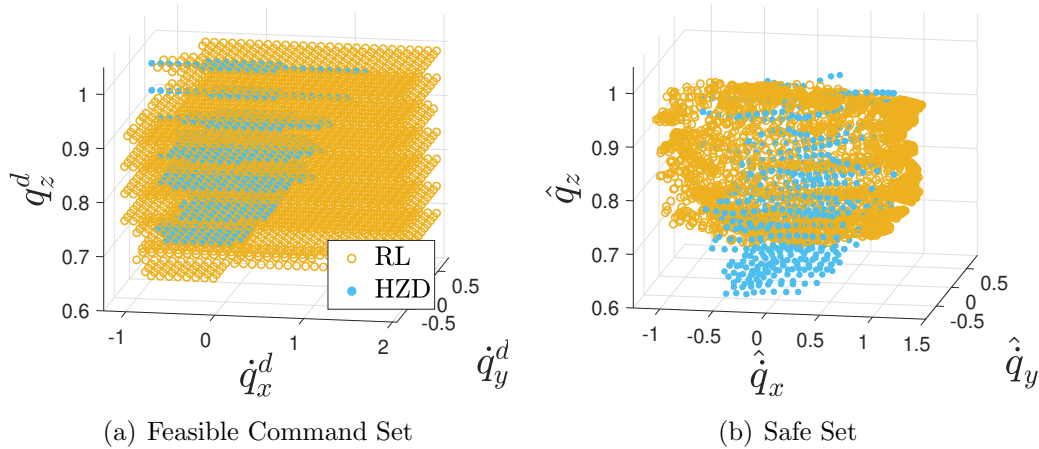 1
0.9
0.8
0.7
0.6
q_z^d
-1
0
1
2
q̇_x^d
0.5
0
-0.5
q̇_y^d
RL
HZD
(a) Feasible Command Set
1
0.9
0.8
0.7
0.6
q̂_z
-1
-0.5
0
0.5
1
1.5
q̇̂_x
0.5
0
-0.5
q̇̂_y
(b) Safe Set